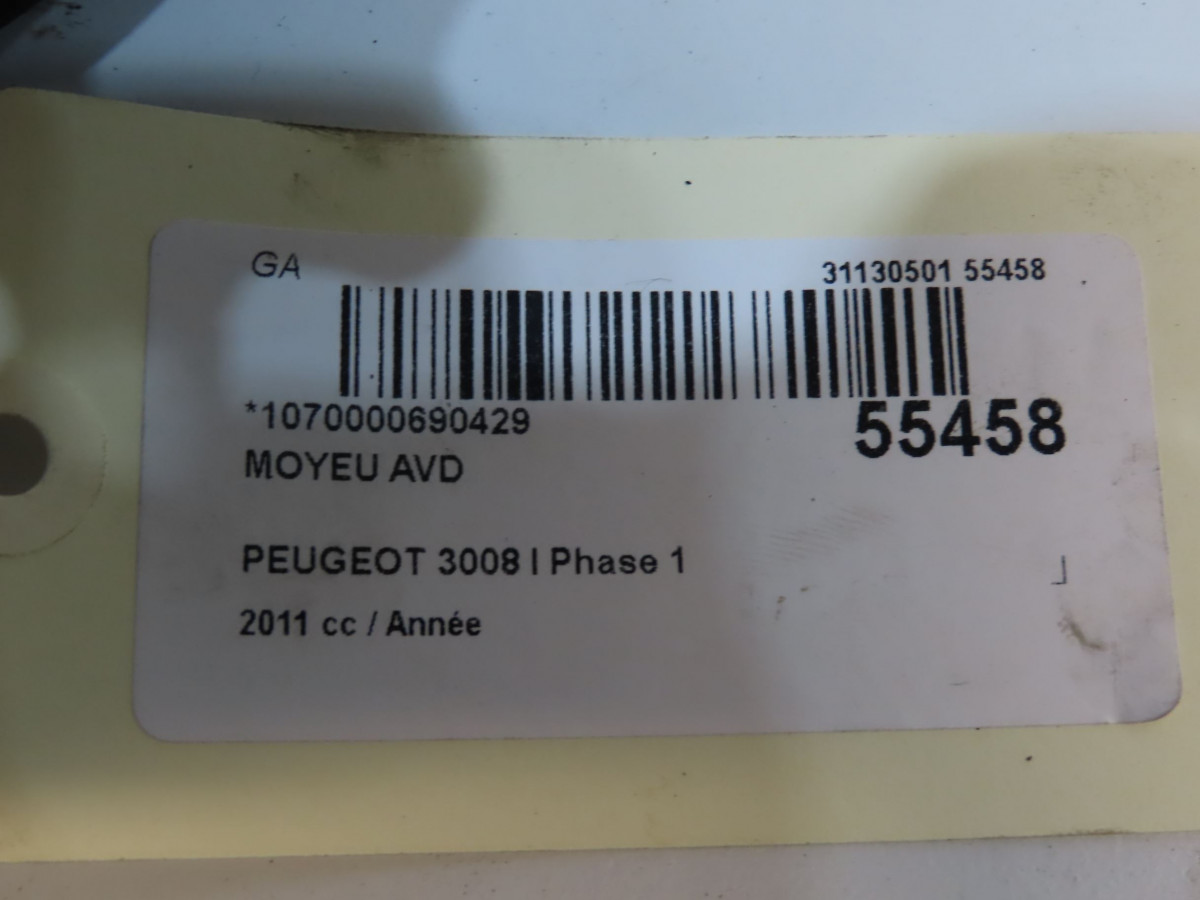 GA
31130501 55458
*1070000690429
55458
MOYEU AVD
PEUGEOT 3008 I Phase 1
2011 cc / Année